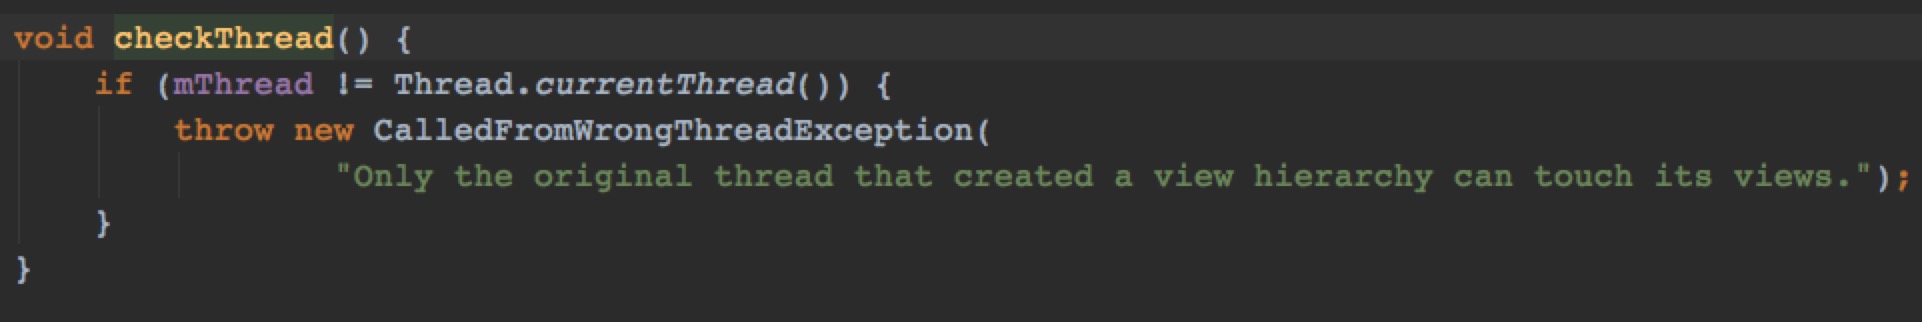 void checkThread() {
if (mThread != Thread.currentThread()) {
throw new CalledFromWrongThreadException(
"Only the original thread that created a view hierarchy can touch its views.");
}
}